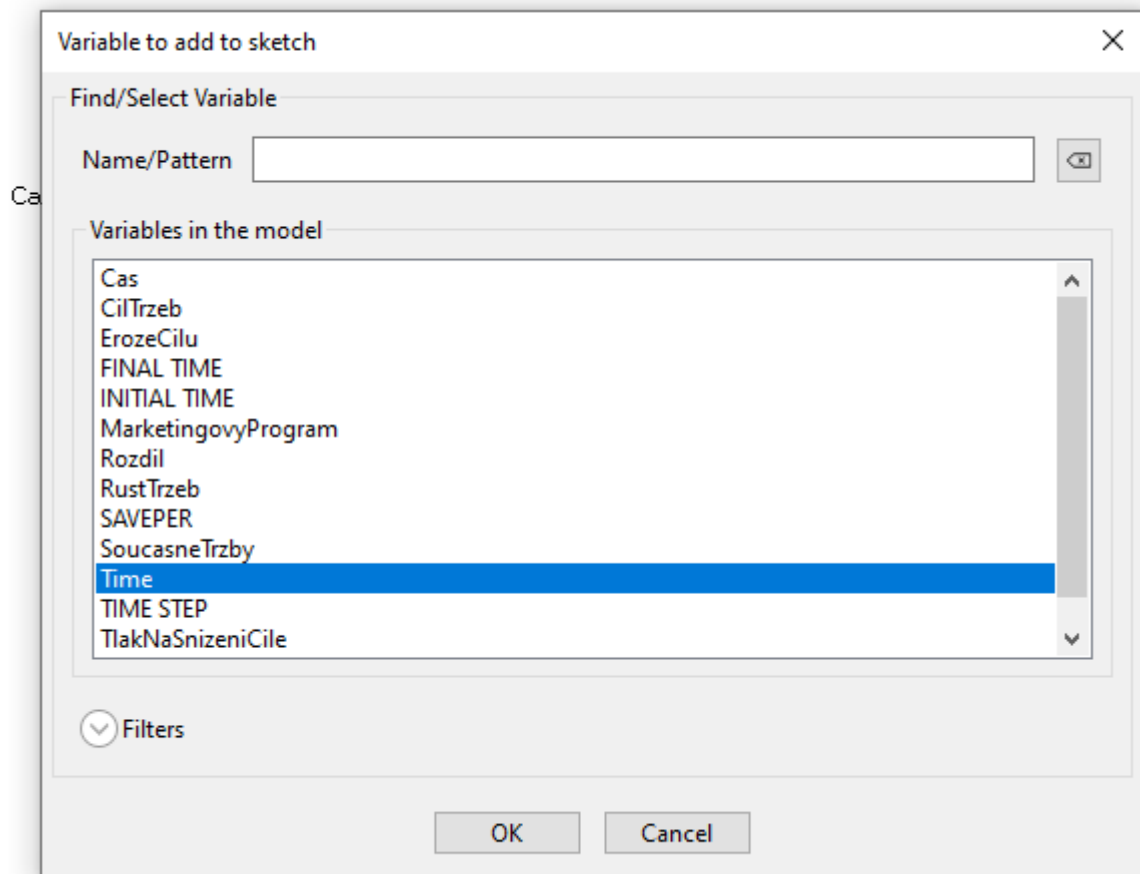 Variable to add to sketch
Find/Select Variable
Name/Pattern
Ca
Variables in the model
Cas
CilTrzeb
ErozeCilu
FINAL TIME
INITIAL TIME
MarketingovyProgram
Rozdil
RustTrzeb
SAVEPER
SoucasneTrzby
Time
TIME STEP
TlakNaSnizeniCile
Filters
OK Cancel